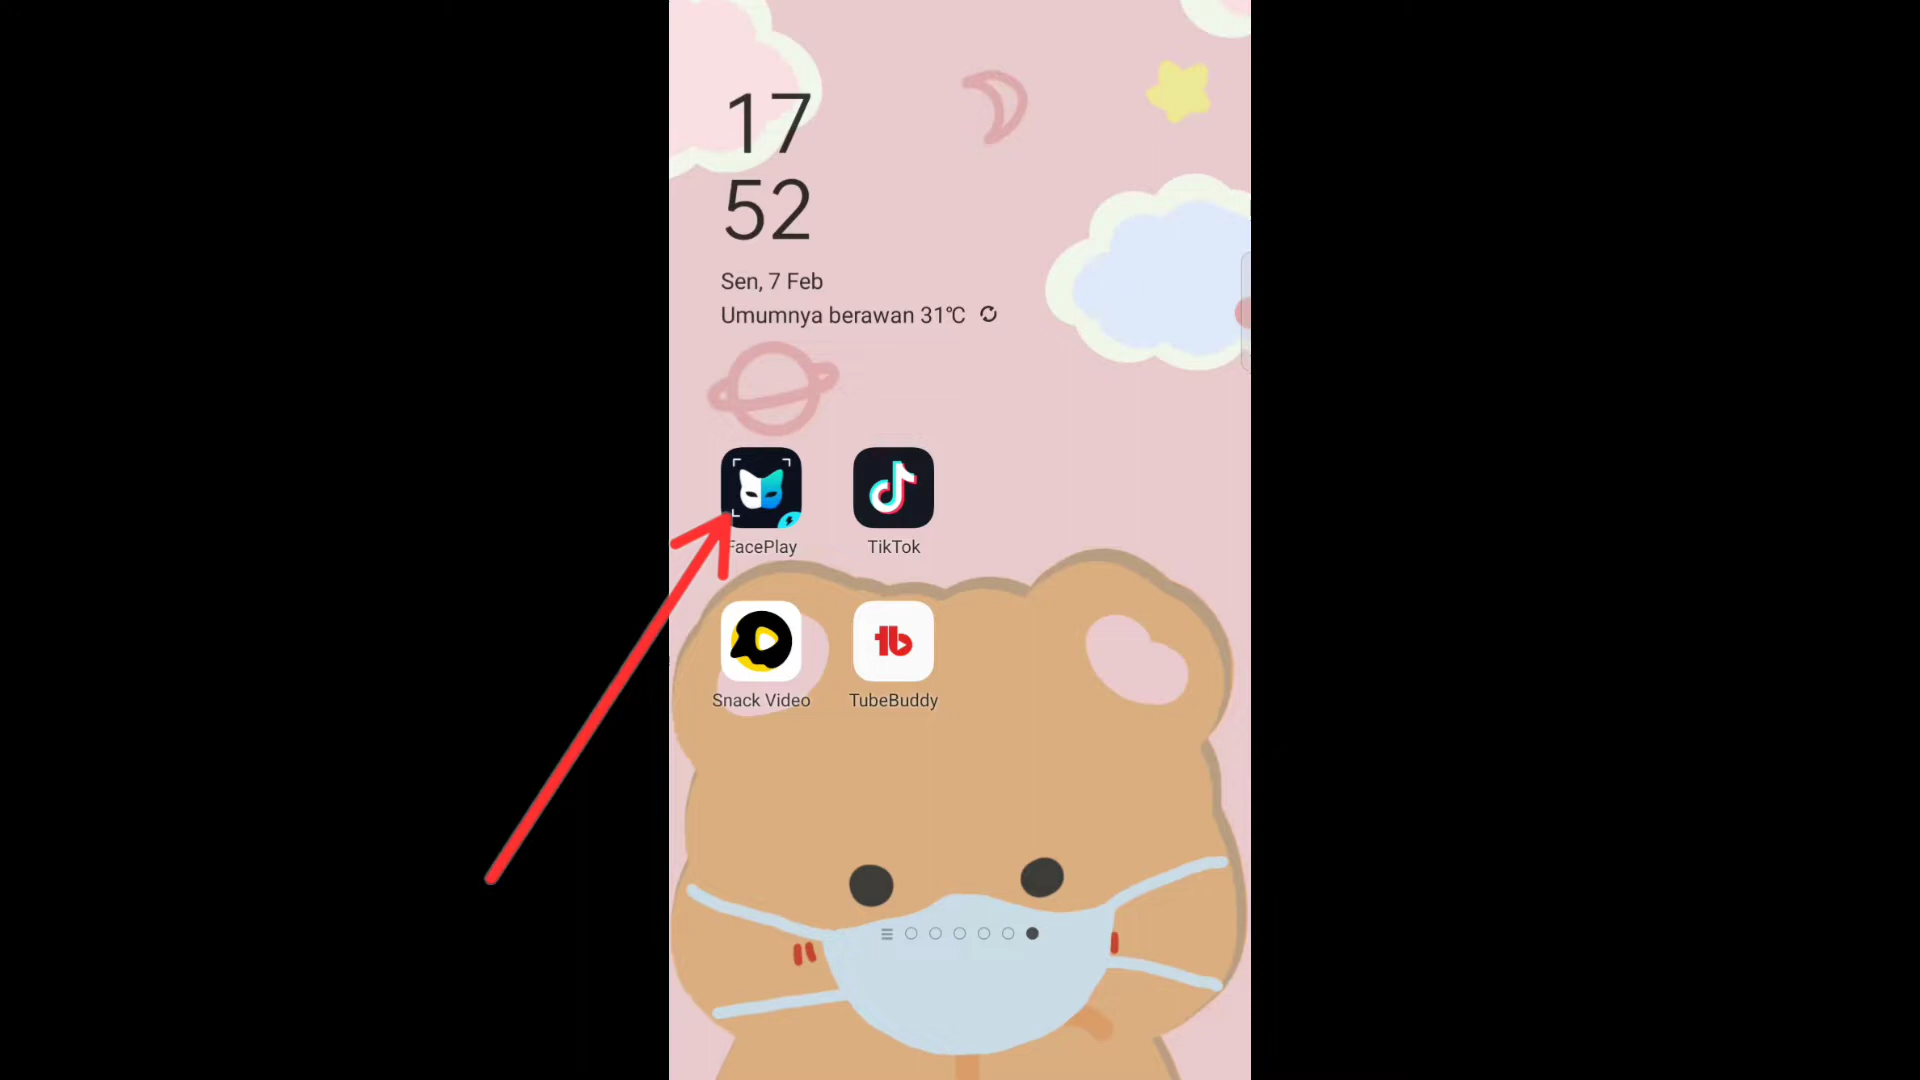 17
52
Sen, 7 Feb
Umumnya berawan 31℃
FacePlay
TikTok
Snack Video
TubeBuddy